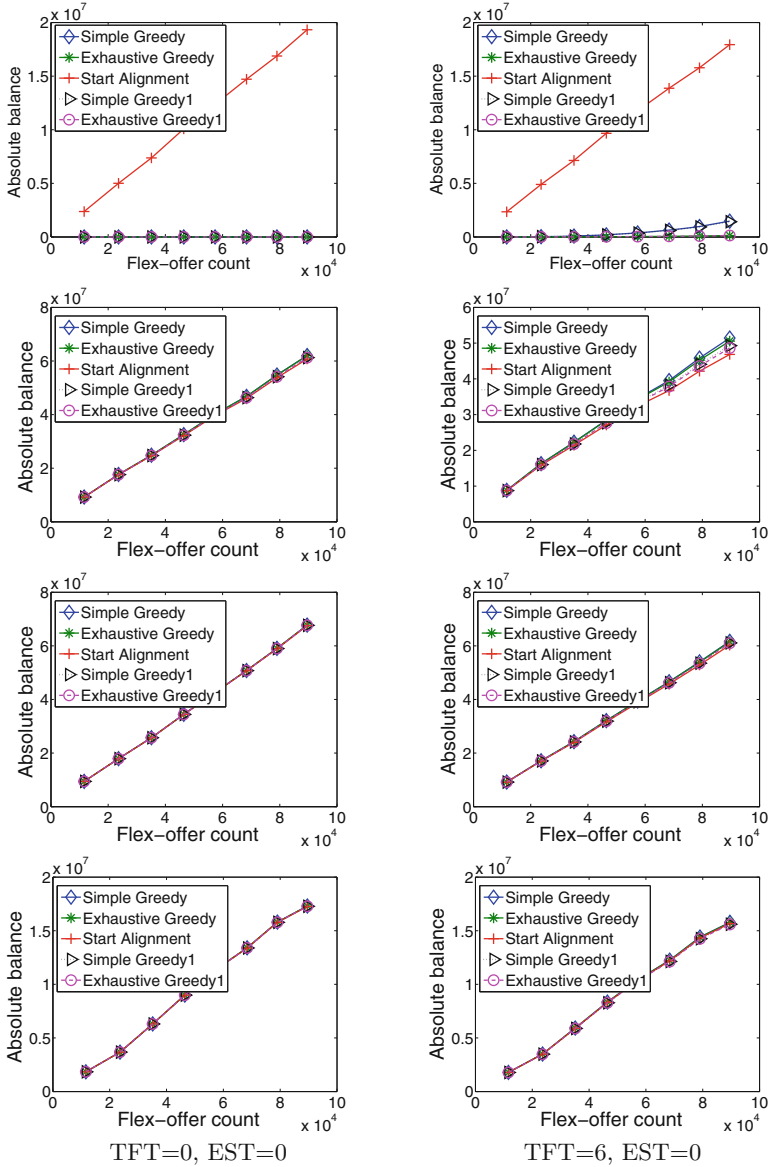 x 10^7
2
1.5
1
0.5
0
Absolute balance
Simple Greedy
Exhaustive Greedy
Start Alignment
Simple Greedy1
Exhaustive Greedy1
0 2 4 6 8 10
Flex-offer count
x 10^4
x 10^7
2
1.5
1
0.5
0
Absolute balance
Simple Greedy
Exhaustive Greedy
Start Alignment
Simple Greedy1
Exhaustive Greedy1
0 2 4 6 8 10
Flex-offer count
x 10^4
x 10^7
8
6
4
2
0
Absolute balance
Simple Greedy
Exhaustive Greedy
Start Alignment
Simple Greedy1
Exhaustive Greedy1
0 2 4 6 8 10
Flex-offer count
x 10^4
x 10^7
6
5
4
3
2
1
0
Absolute balance
Simple Greedy
Exhaustive Greedy
Start Alignment
Simple Greedy1
Exhaustive Greedy1
0 2 4 6 8 10
Flex-offer count
x 10^4
x 10^7
8
6
4
2
0
Absolute balance
Simple Greedy
Exhaustive Greedy
Start Alignment
Simple Greedy1
Exhaustive Greedy1
0 2 4 6 8 10
Flex-offer count
x 10^4
x 10^7
8
6
4
2
0
Absolute balance
Simple Greedy
Exhaustive Greedy
Start Alignment
Simple Greedy1
Exhaustive Greedy1
0 2 4 6 8 10
Flex-offer count
x 10^4
x 10^7
2
1.5
1
0.5
0
Absolute balance
Simple Greedy
Exhaustive Greedy
Start Alignment
Simple Greedy1
Exhaustive Greedy1
0 2 4 6 8 10
Flex-offer count
x 10^4
TFT=0, EST=0
x 10^7
2
1.5
1
0.5
0
Absolute balance
Simple Greedy
Exhaustive Greedy
Start Alignment
Simple Greedy1
Exhaustive Greedy1
0 2 4 6 8 10
Flex-offer count
x 10^4
TFT=6, EST=0